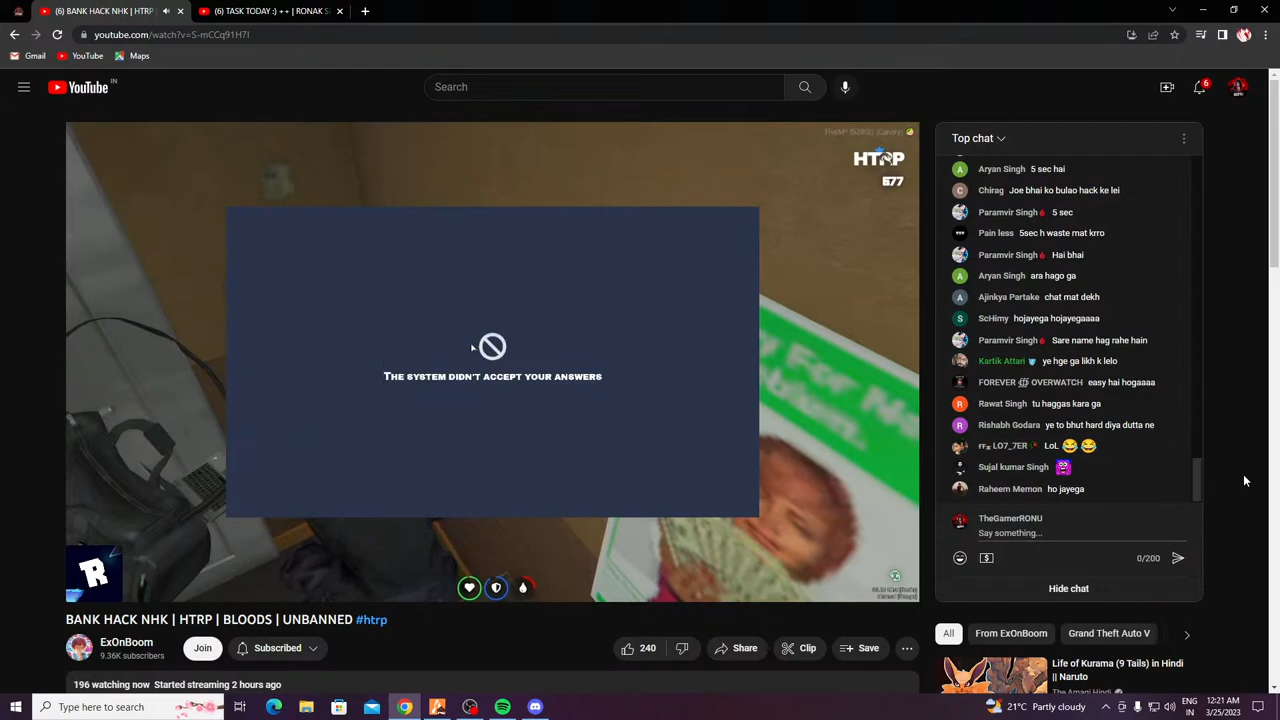 (6) BANK HACK NHK | HTRP
(6) TASK TODAY :) ++ | RONAK S
youtube.com/watch?v=S-mCCq91H7I
Gmail
YouTube
Maps
YouTube IN
Search
6
HTRP
677
THE SYSTEM DIDN'T ACCEPT YOUR ANSWERS
R
Top chat
Aryan Singh 5 sec hai
Chirag Joe bhai ko bulao hack ke lei
Paramvir Singh 5 sec
Pain less 5sec h waste mat krro
Paramvir Singh Hai bhai
Aryan Singh ara hago ga
Ajinkya Partake chat mat dekh
ScHimy hojayega hojayegaaaa
Paramvir Singh Sare name hag rahe hain
Kartik Attari ye hge ga likh k lelo
FOREVER OVERWATCH easy hai hogaaaa
Rawat Singh tu haggas kara ga
Rishabh Godara ye to bhut hard diya dutta ne
LO7_7ER LoL 😂 😂
Sujal kumar Singh
Raheem Memon ho jayega
TheGamerRONU
Say something...
0/200
Hide chat
BANK HACK NHK | HTRP | BLOODS | UNBANNED #htrp
ExOnBoom
9.36K subscribers
Join
Subscribed
240
Share
Clip
Save
196 watching now Started streaming 2 hours ago
All
From ExOnBoom
Grand Theft Auto V
Life of Kurama (9 Tails) in Hindi
|| Naruto
The Amagi Hindi
Type here to search
21°C Partly cloudy
ENG
IN
12:21 AM
3/25/2023